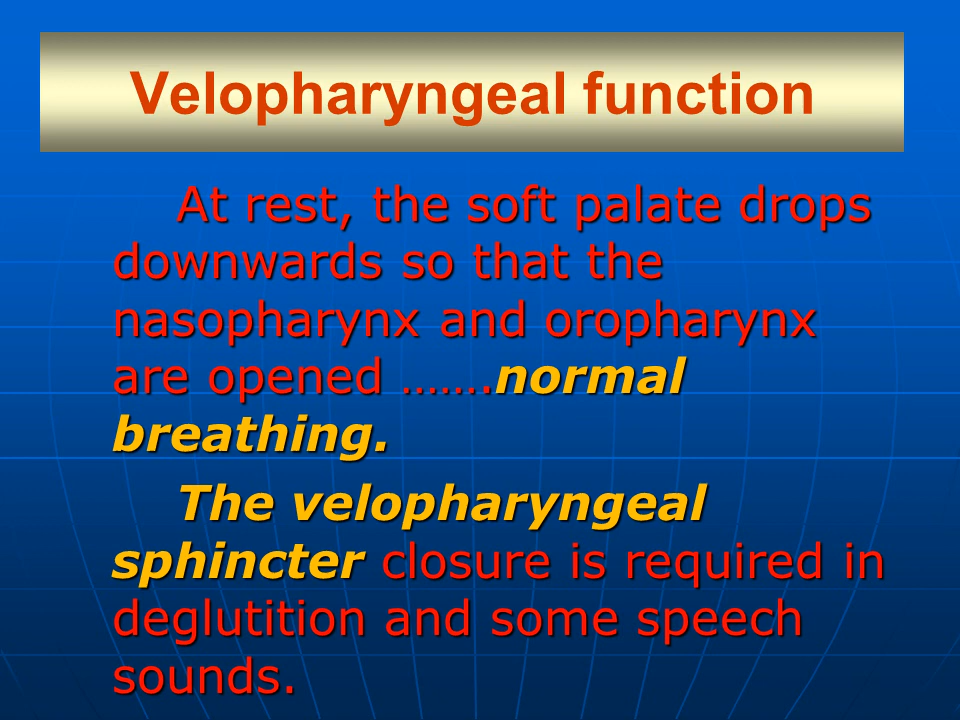 Velopharyngeal function
At rest, the soft palate drops
downwards so that the
nasopharynx and oropharynx
are opened …….normal
breathing.
The velopharyngeal
sphincter closure is required in
deglutition and some speech
sounds.